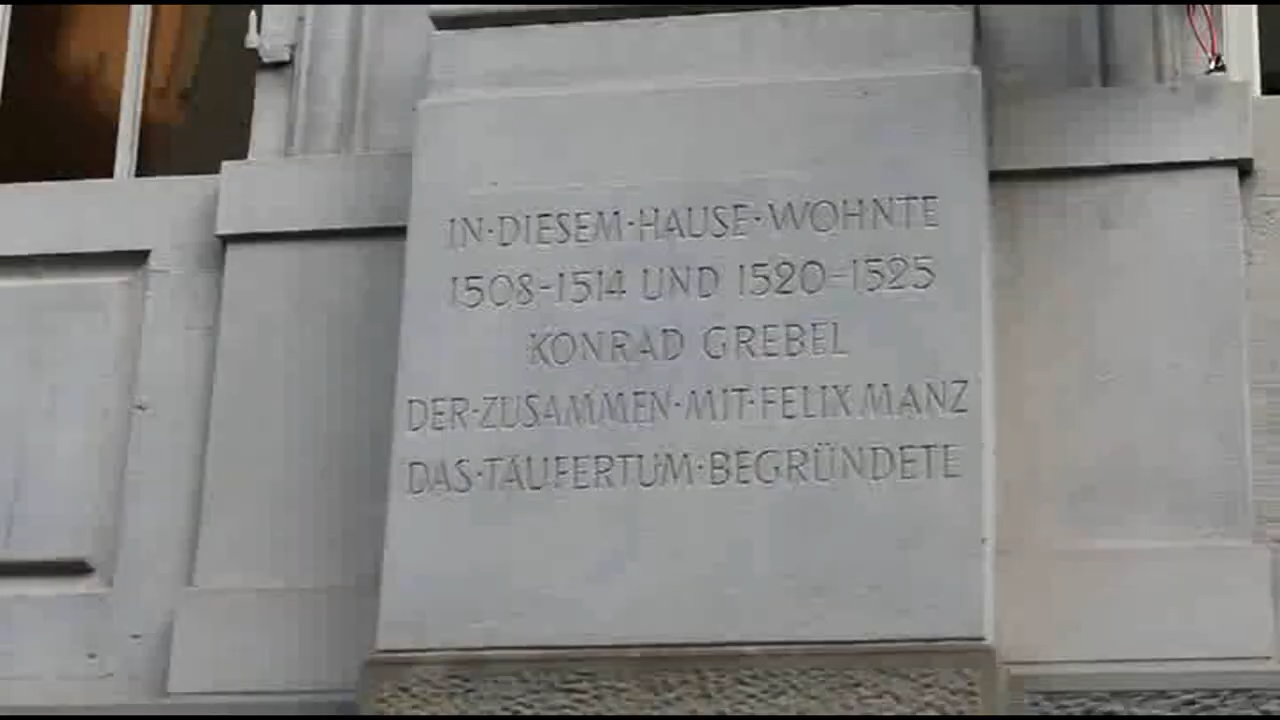 IN·DIESEM·HAUSE·WOHNTE
1508-1514 UND 1520-1525
KONRAD GREBEL
DER·ZUSAMMEN·MIT·FELIX MANZ
DAS·TÄUFERTUM·BEGRÜNDETE